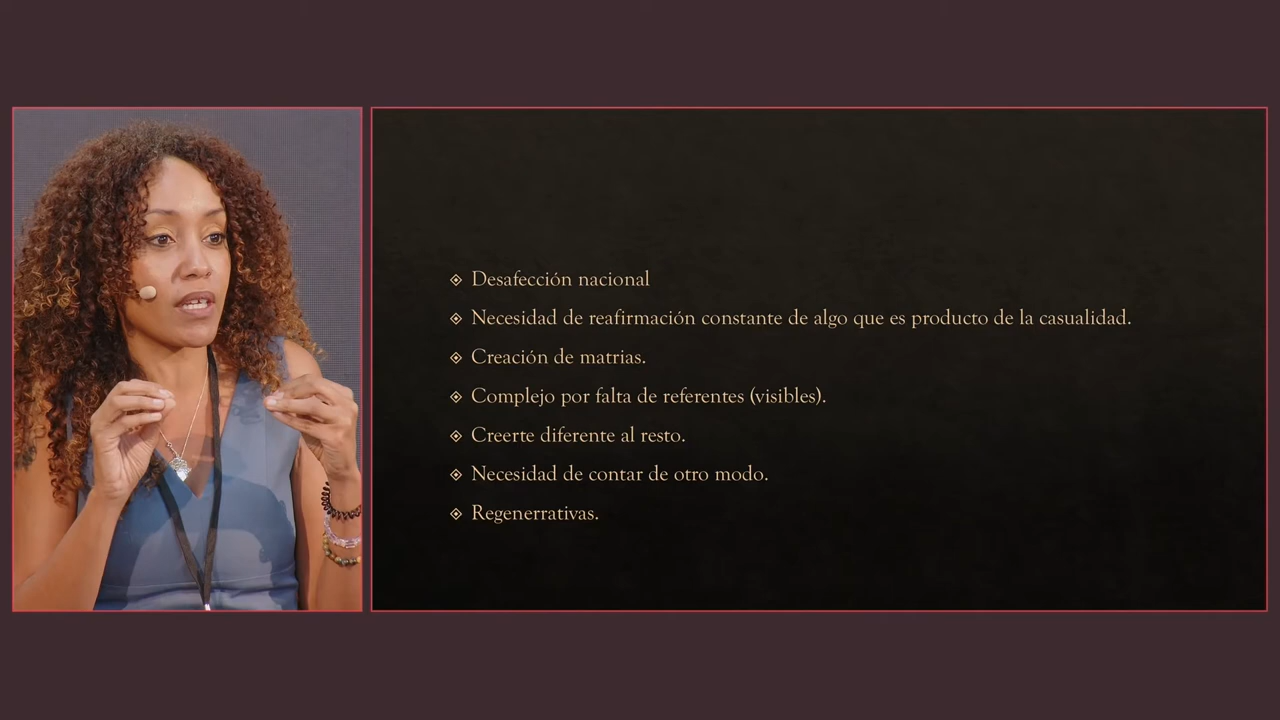 Desafección nacional
Necesidad de reafirmación constante de algo que es producto de la casualidad.
Creación de matrias.
Complejo por falta de referentes (visibles).
Creerte diferente al resto.
Necesidad de contar de otro modo.
Regenerrativas.